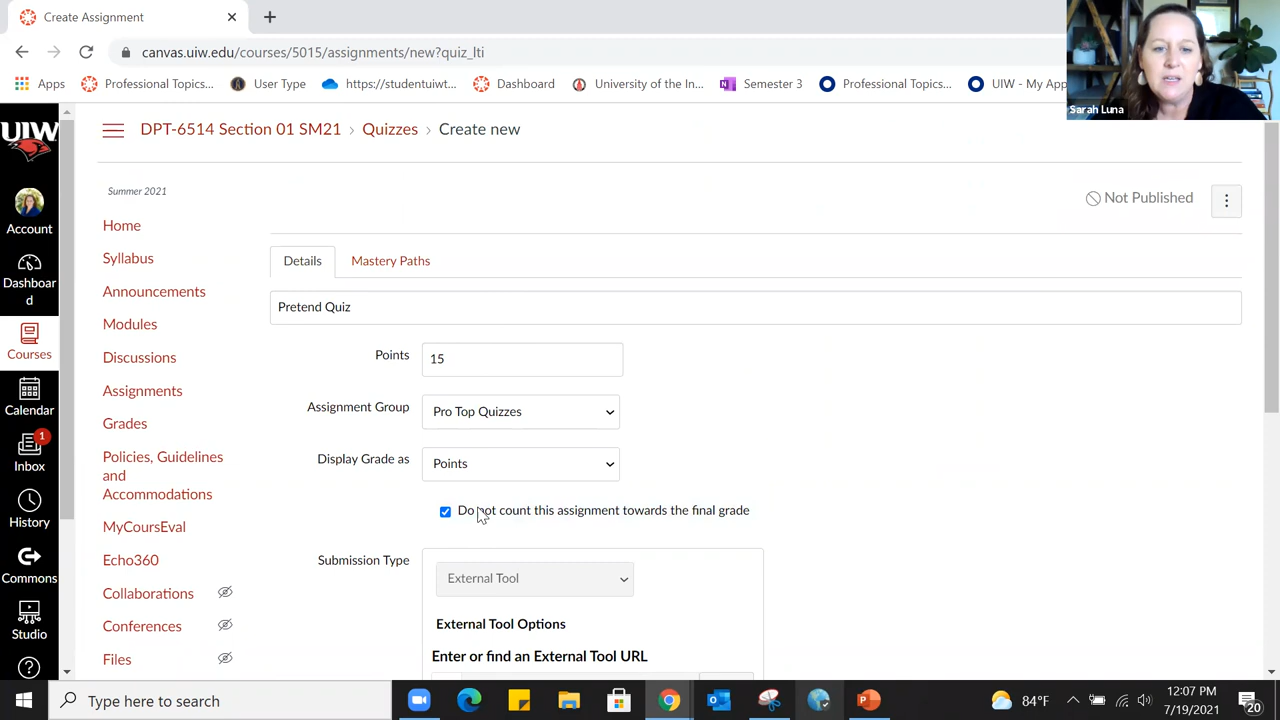 Create Assignment
canvas.uiw.edu/courses/5015/assignments/new?quiz_lti
Apps
Professional Topics...
User Type
https://studentuiwt...
Dashboard
University of the In...
Semester 3
Professional Topics...
UIW - My App
Sarah Luna
UIW
DPT-6514 Section 01 SM21 › Quizzes › Create new
Summer 2021
Not Published
Account
Dashboar
d
Courses
Calendar
1
Inbox
History
Commons
Studio
Home
Syllabus
Announcements
Modules
Discussions
Assignments
Grades
Policies, Guidelines
and
Accommodations
MyCoursEval
Echo360
Collaborations
Conferences
Files
Details
Mastery Paths
Pretend Quiz
Points
15
Assignment Group
Pro Top Quizzes
Display Grade as
Points
Do not count this assignment towards the final grade
Submission Type
External Tool
External Tool Options
Enter or find an External Tool URL
Type here to search
84°F
12:07 PM
7/19/2021
20